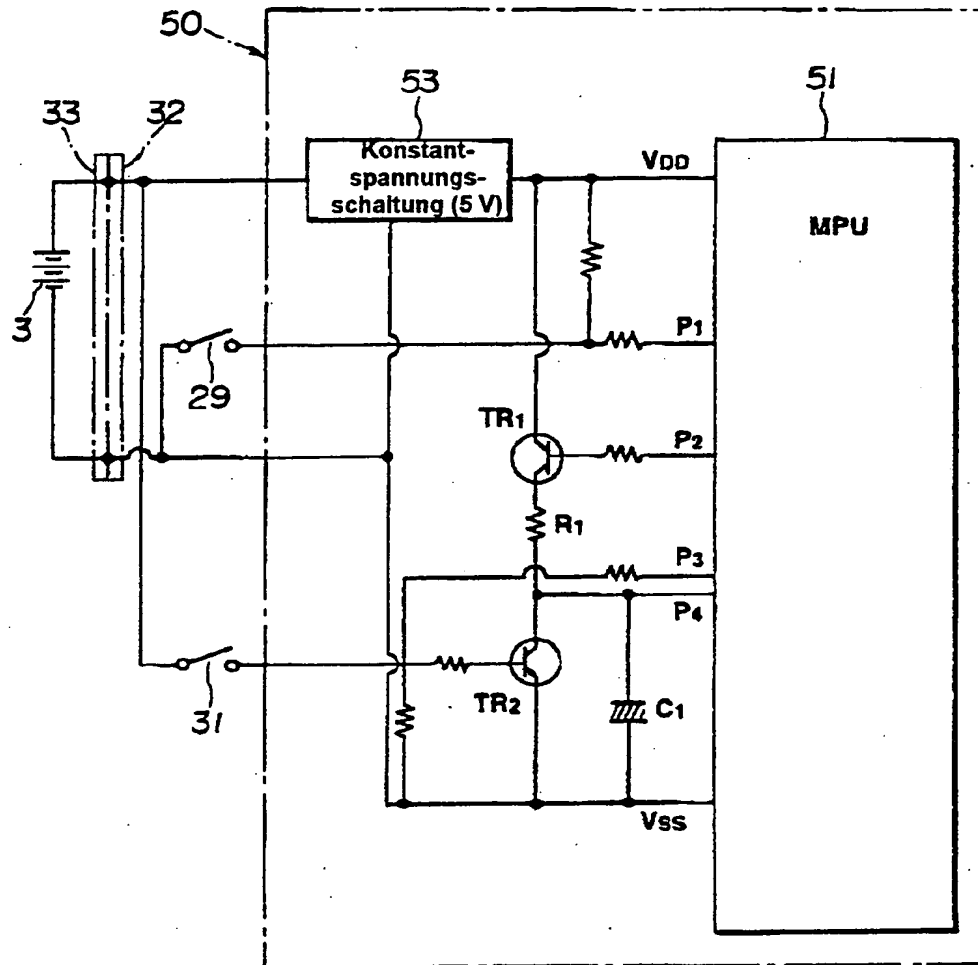 50
33
32
53
51
Konstant-
spannungs-
schaltung (5 V)
VDD
MPU
3
29
P1
TR1
P2
R1
P3
P4
31
TR2
C1
VSS